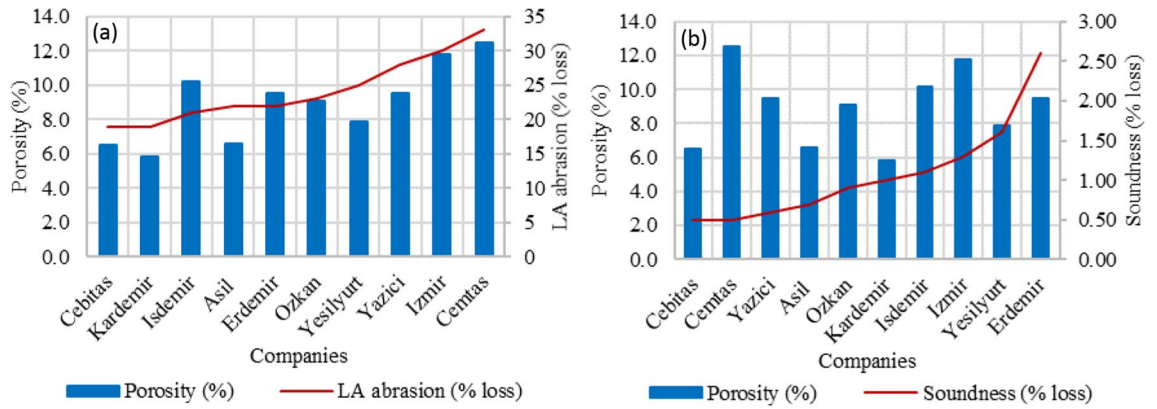 (a)
14.0
12.0
10.0
8.0
6.0
4.0
2.0
0.0
Porosity (%)
35
30
25
20
15
10
5
0
LA abrasion (% loss)
Cebitas
Kardemir
Isdemir
Asil
Erdemir
Ozkan
Yesilyurt
Yazici
Izmir
Cemtas
Companies
Porosity (%)
LA abrasion (% loss)
(b)
14.0
12.0
10.0
8.0
6.0
4.0
2.0
0.0
Porosity (%)
3.00
2.50
2.00
1.50
1.00
0.50
0.00
Soundness (% loss)
Cebitas
Cemtas
Yazici
Asil
Ozkan
Kardemir
Isdemir
Izmir
Yesilyurt
Erdemir
Companies
Porosity (%)
Soundness (% loss)